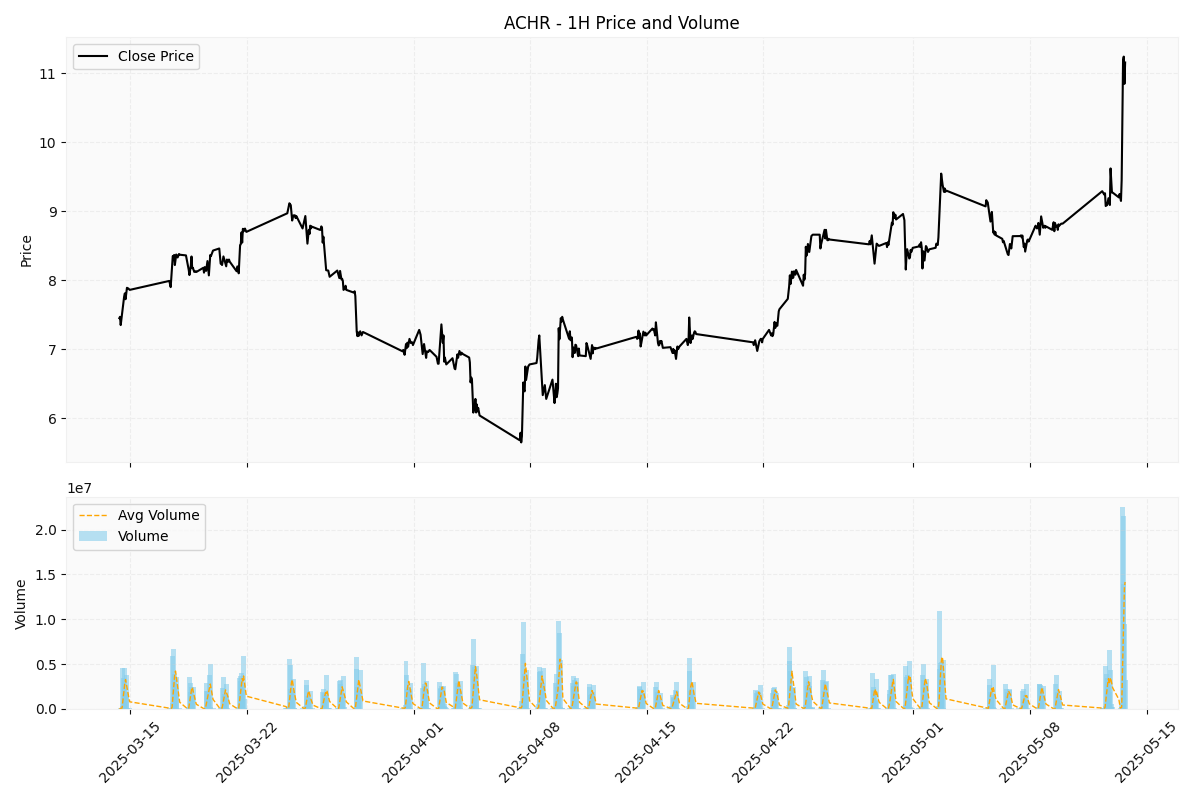 ACHR - 1H Price and Volume
Close Price
Price
11
10
9
8
7
6
1e7
Avg Volume
Volume
Volume
2.0
1.5
1.0
0.5
0.0
2025-03-15
2025-03-22
2025-04-01
2025-04-08
2025-04-15
2025-04-22
2025-05-01
2025-05-08
2025-05-15